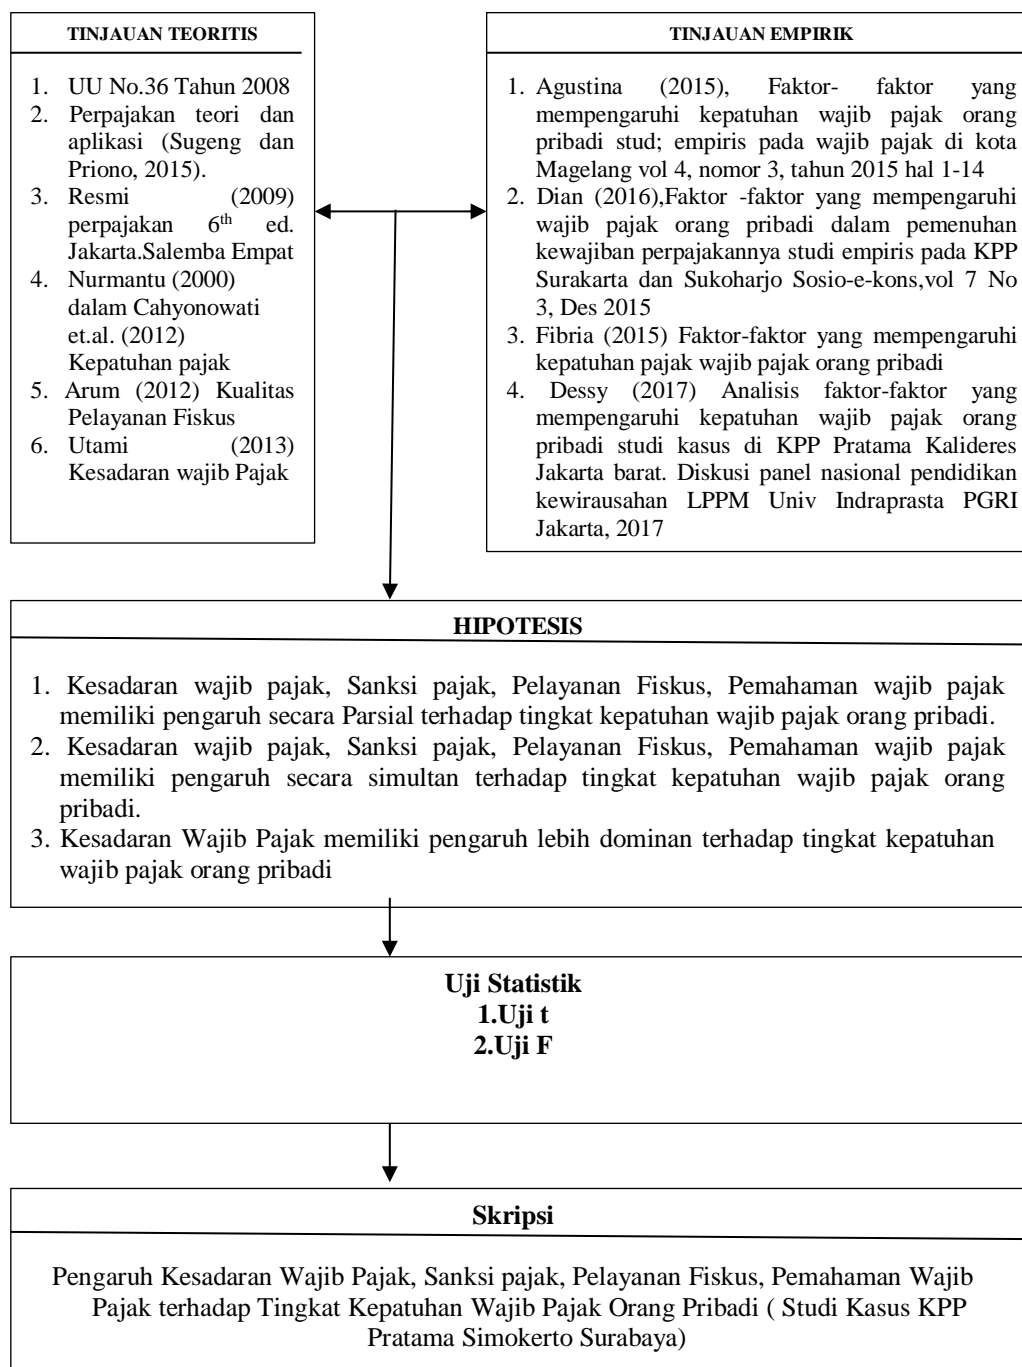 TINJAUAN TEORITIS
1. UU No.36 Tahun 2008
2. Perpajakan teori dan
aplikasi (Sugeng dan
Priono, 2015).
3. Resmi (2009)
perpajakan 6th ed.
Jakarta.Salemba Empat
4. Nurmantu (2000)
dalam Cahyonowati
et.al. (2012)
Kepatuhan pajak
5. Arum (2012) Kualitas
Pelayanan Fiskus
6. Utami (2013)
Kesadaran wajib Pajak
TINJAUAN EMPIRIK
1. Agustina (2015), Faktor- faktor yang
mempengaruhi kepatuhan wajib pajak orang
pribadi stud; empiris pada wajib pajak di kota
Magelang vol 4, nomor 3, tahun 2015 hal 1-14
2. Dian (2016),Faktor -faktor yang mempengaruhi
wajib pajak orang pribadi dalam pemenuhan
kewajiban perpajakannya studi empiris pada KPP
Surakarta dan Sukoharjo Sosio-e-kons,vol 7 No
3, Des 2015
3. Fibria (2015) Faktor-faktor yang mempengaruhi
kepatuhan pajak wajib pajak orang pribadi
4. Dessy (2017) Analisis faktor-faktor yang
mempengaruhi kepatuhan wajib pajak orang
pribadi studi kasus di KPP Pratama Kalideres
Jakarta barat. Diskusi panel nasional pendidikan
kewirausahan LPPM Univ Indraprasta PGRI
Jakarta, 2017
HIPOTESIS
1. Kesadaran wajib pajak, Sanksi pajak, Pelayanan Fiskus, Pemahaman wajib pajak
memiliki pengaruh secara Parsial terhadap tingkat kepatuhan wajib pajak orang pribadi.
2. Kesadaran wajib pajak, Sanksi pajak, Pelayanan Fiskus, Pemahaman wajib pajak
memiliki pengaruh secara simultan terhadap tingkat kepatuhan wajib pajak orang
pribadi.
3. Kesadaran Wajib Pajak memiliki pengaruh lebih dominan terhadap tingkat kepatuhan
wajib pajak orang pribadi
Uji Statistik
1.Uji t
2.Uji F
Skripsi
Pengaruh Kesadaran Wajib Pajak, Sanksi pajak, Pelayanan Fiskus, Pemahaman Wajib
Pajak terhadap Tingkat Kepatuhan Wajib Pajak Orang Pribadi ( Studi Kasus KPP
Pratama Simokerto Surabaya)